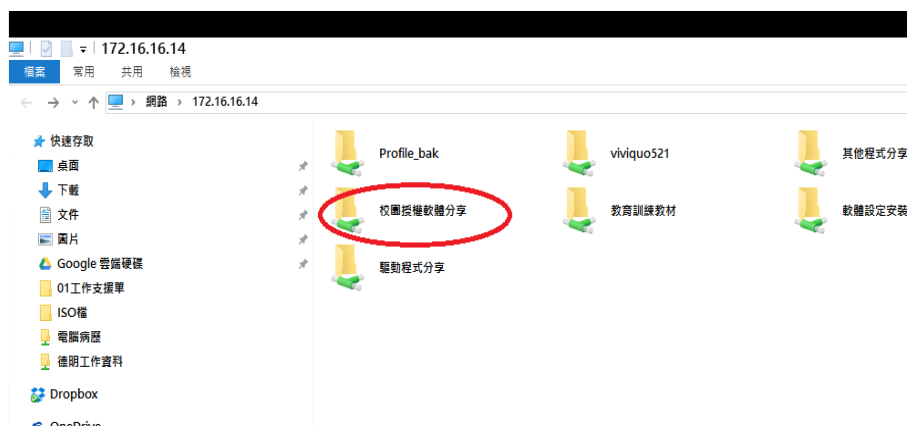 172.16.16.14
檔案 常用 共用 檢視
網路 › 172.16.16.14
快速存取
桌面
下載
文件
圖片
Google 雲端硬碟
01工作支援單
ISO檔
電腦病歷
德明工作資料
Dropbox
OneDrive
Profile_bak viviquo521 其他程式分享
校園授權軟體分享 教育訓練教材 軟體設定安裝
驅動程式分享